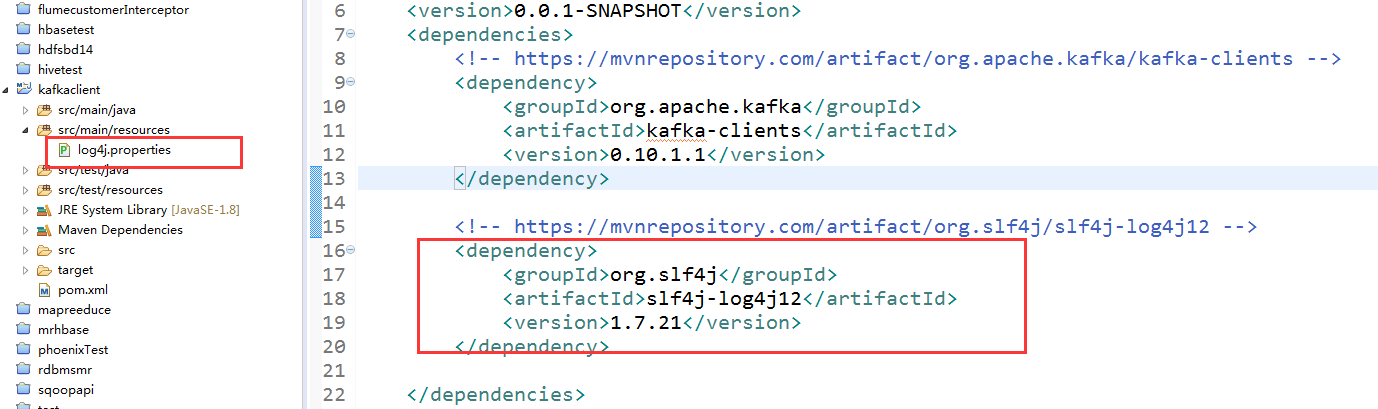 flumecustomerInterceptor
hbasetest
hdfsbd14
hivetest
kafkaclient
src/main/java
src/main/resources
log4j.properties
src/test/java
src/test/resources
JRE System Library [JavaSE-1.8]
Maven Dependencies
src
target
pom.xml
mapreduce
mrhbase
phoenixTest
rdbmsmr
sqoopapi
6 <version>0.0.1-SNAPSHOT</version>
7 <dependencies>
8 <!-- https://mvnrepository.com/artifact/org.apache.kafka/kafka-clients -->
9 <dependency>
10 <groupId>org.apache.kafka</groupId>
11 <artifactId>kafka-clients</artifactId>
12 <version>0.10.1.1</version>
13 </dependency>
14
15 <!-- https://mvnrepository.com/artifact/org.slf4j/slf4j-log4j12 -->
16 <dependency>
17 <groupId>org.slf4j</groupId>
18 <artifactId>slf4j-log4j12</artifactId>
19 <version>1.7.21</version>
20 </dependency>
21
22 </dependencies>